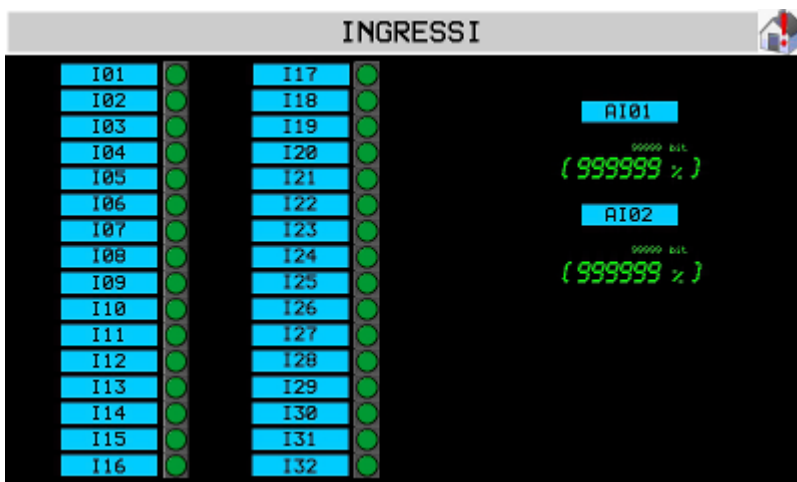 INGRESSI
I01
I02
I03
I04
I05
I06
I07
I08
I09
I10
I11
I12
I13
I14
I15
I16
I17
I18
I19
I20
I21
I22
I23
I24
I25
I26
I27
I28
I29
I30
I31
I32
AI01
99999 bit
(999999 %)
AI02
99999 bit
(999999 %)